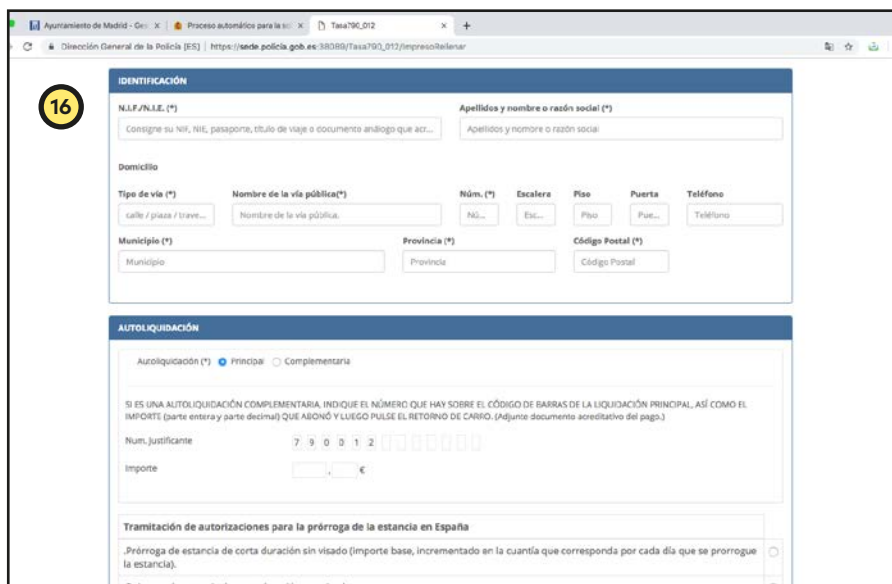 Ayuntamiento de Madrid - Ges
Proceso automático para la sol
Tasa790_012
Dirección General de la Policía [ES] | https://sede.policia.gob.es:38089/Tasa790_012/ImpresoRellenar
16
IDENTIFICACIÓN
N.I.F./N.I.E. (*) Apellidos y nombre o razón social (*)
Consigne su NIF, NIE, pasaporte, título de viaje o documento análogo que acr... Apellidos y nombre o razón social
Domicilio
Tipo de vía (*) Nombre de la vía pública(*) Núm. (*) Escalera Piso Puerta Teléfono
calle / plaza / trave... Nombre de la vía pública. Nú... Esc... Piso Pue... Teléfono
Municipio (*) Provincia (*) Código Postal (*)
Municipio Provincia Código Postal
AUTOLIQUIDACIÓN
Autoliquidación (*) Principal Complementaria
SI ES UNA AUTOLIQUIDACIÓN COMPLEMENTARIA, INDIQUE EL NÚMERO QUE HAY SOBRE EL CÓDIGO DE BARRAS DE LA LIQUIDACIÓN PRINCIPAL, ASÍ COMO EL
IMPORTE (parte entera y parte decimal) QUE ABONÓ Y LUEGO PULSE EL RETORNO DE CARRO. (Adjunte documento acreditativo del pago.)
Num. Justificante 7 9 0 0 1 2
Importe , €
Tramitación de autorizaciones para la prórroga de la estancia en España
.Prórroga de estancia de corta duración sin visado (importe base, incrementado en la cuantía que corresponda por cada día que se prorrogue
la estancia).